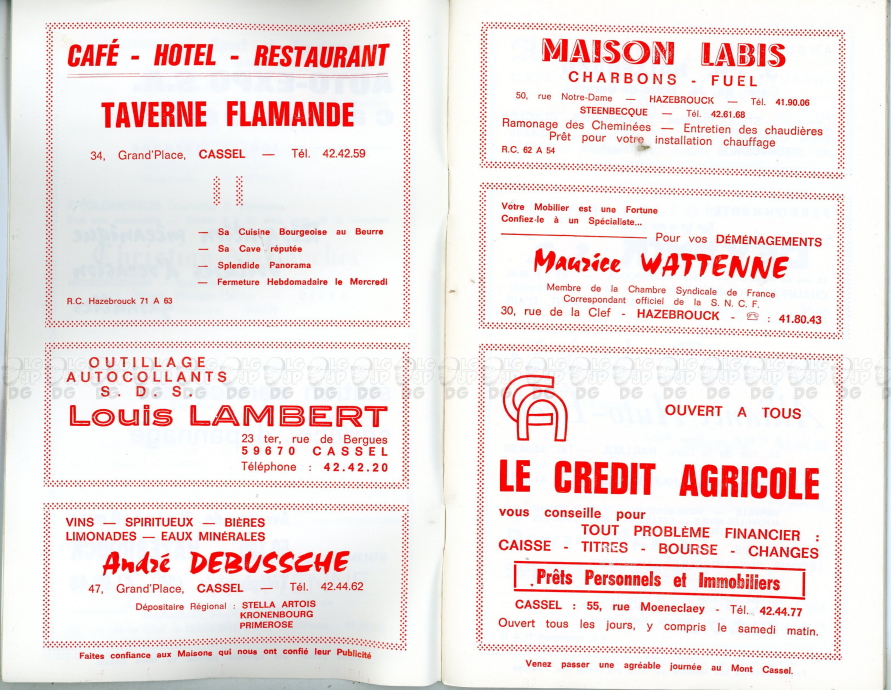 CAFÉ - HOTEL - RESTAURANT
TAVERNE FLAMANDE
34, Grand'Place, CASSEL — Tél. 42.42.59
— Sa Cuisine Bourgeoise au Beurre
— Sa Cave réputée
— Splendide Panorama
— Fermeture Hebdomadaire le Mercredi
R.C. Hazebrouck 71 A 63
OUTILLAGE
AUTOCOLLANTS
S. D. S.
Louis LAMBERT
23 ter, rue de Bergues
59670 CASSEL
Téléphone : 42.42.20
VINS — SPIRITUEUX — BIÈRES
LIMONADES — EAUX MINÉRALES
André DEBUSSCHE
47, Grand'Place, CASSEL — Tél. 42.44.62
Dépositaire Régional : STELLA ARTOIS
KRONENBOURG
PRIMEROSE
Faites confiance aux Maisons qui nous ont confié leur Publicité
MAISON LABIS
CHARBONS - FUEL
50, rue Notre-Dame — HAZEBROUCK — Tél. 41.90.06
STEENBECQUE — Tél. 42.61.68
Ramonage des Cheminées — Entretien des chaudières
Prêt pour votre installation chauffage
R.C. 62 A 54
Votre Mobilier est une Fortune
Confiez-le à un Spécialiste...
Pour vos DÉMÉNAGEMENTS
Maurice WATTENNE
Membre de la Chambre Syndicale de France
Correspondant officiel de la S. N. C. F.
30, rue de la Clef - HAZEBROUCK - ☏ : 41.80.43
CA
OUVERT A TOUS
LE CREDIT AGRICOLE
vous conseille pour
TOUT PROBLÈME FINANCIER :
CAISSE - TITRES - BOURSE - CHANGES
Prêts Personnels et Immobiliers
CASSEL : 55, rue Moeneclaey - Tél. 42.44.77
Ouvert tous les jours, y compris le samedi matin.
Venez passer une agréable journée au Mont Cassel.